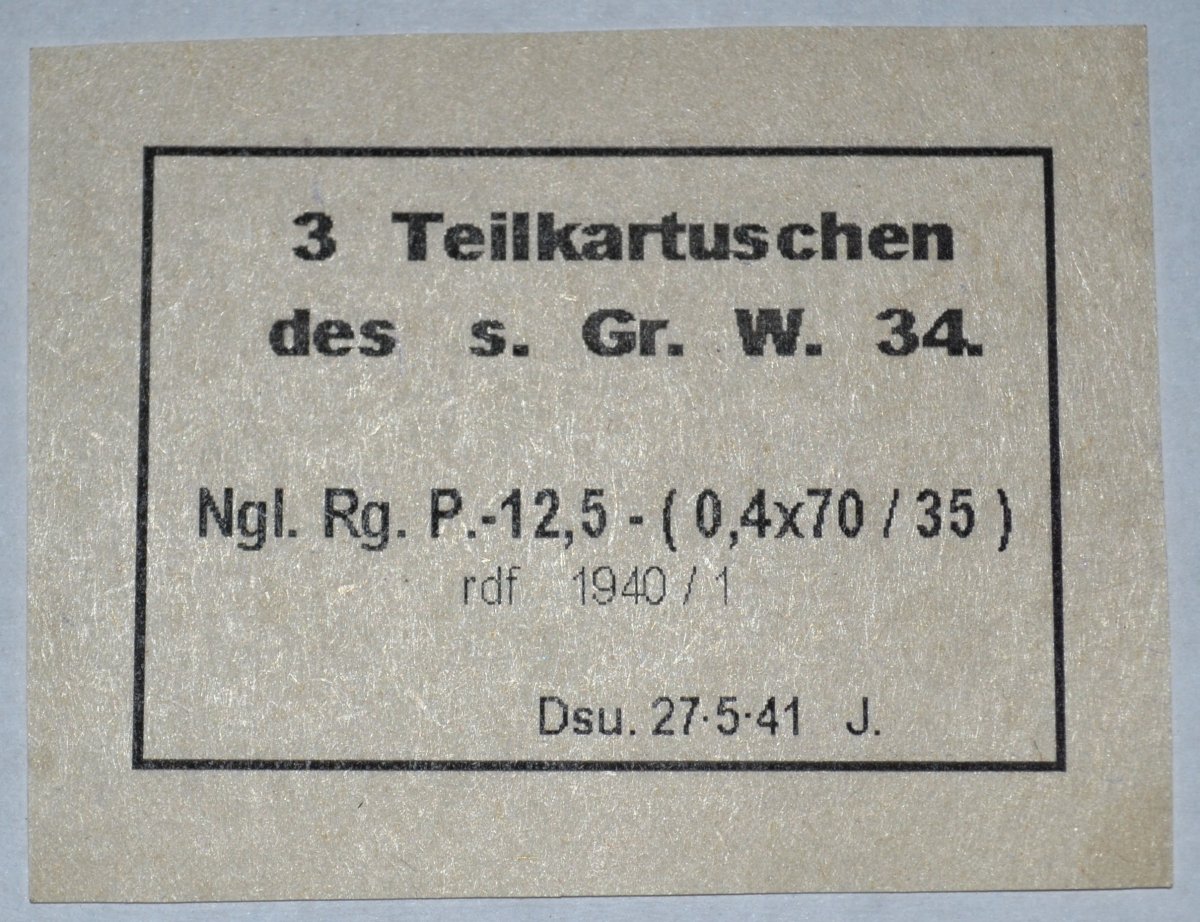 3 Teilkartuschen
des s. Gr. W. 34.
Ngl. Rg. P.-12,5 - ( 0,4x70 / 35 )
rdf 1940 / 1
Dsu. 27·5·41 J.